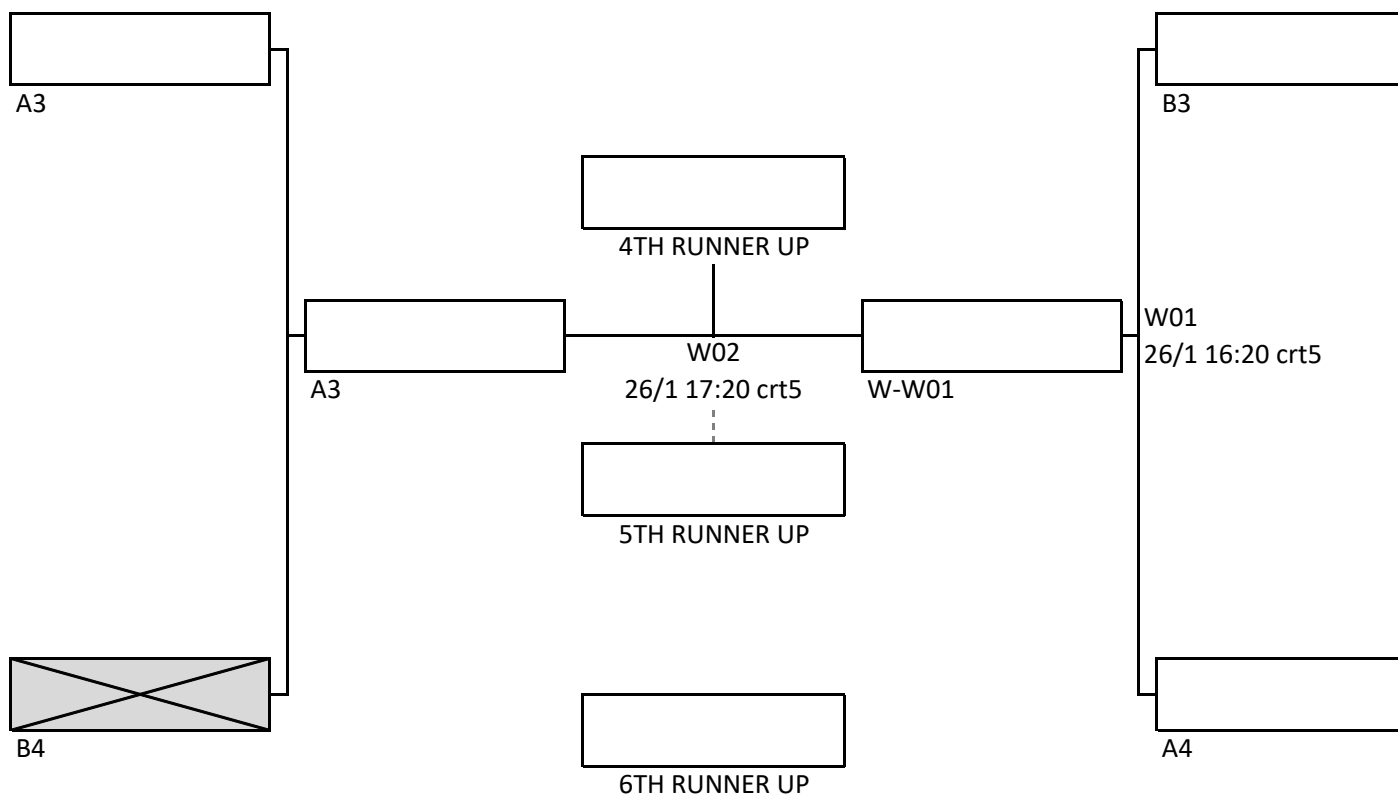 A3
B3
4TH RUNNER UP
W01
26/1 16:20 crt5
W02
26/1 17:20 crt5
A3
W-W01
5TH RUNNER UP
B4
A4
6TH RUNNER UP